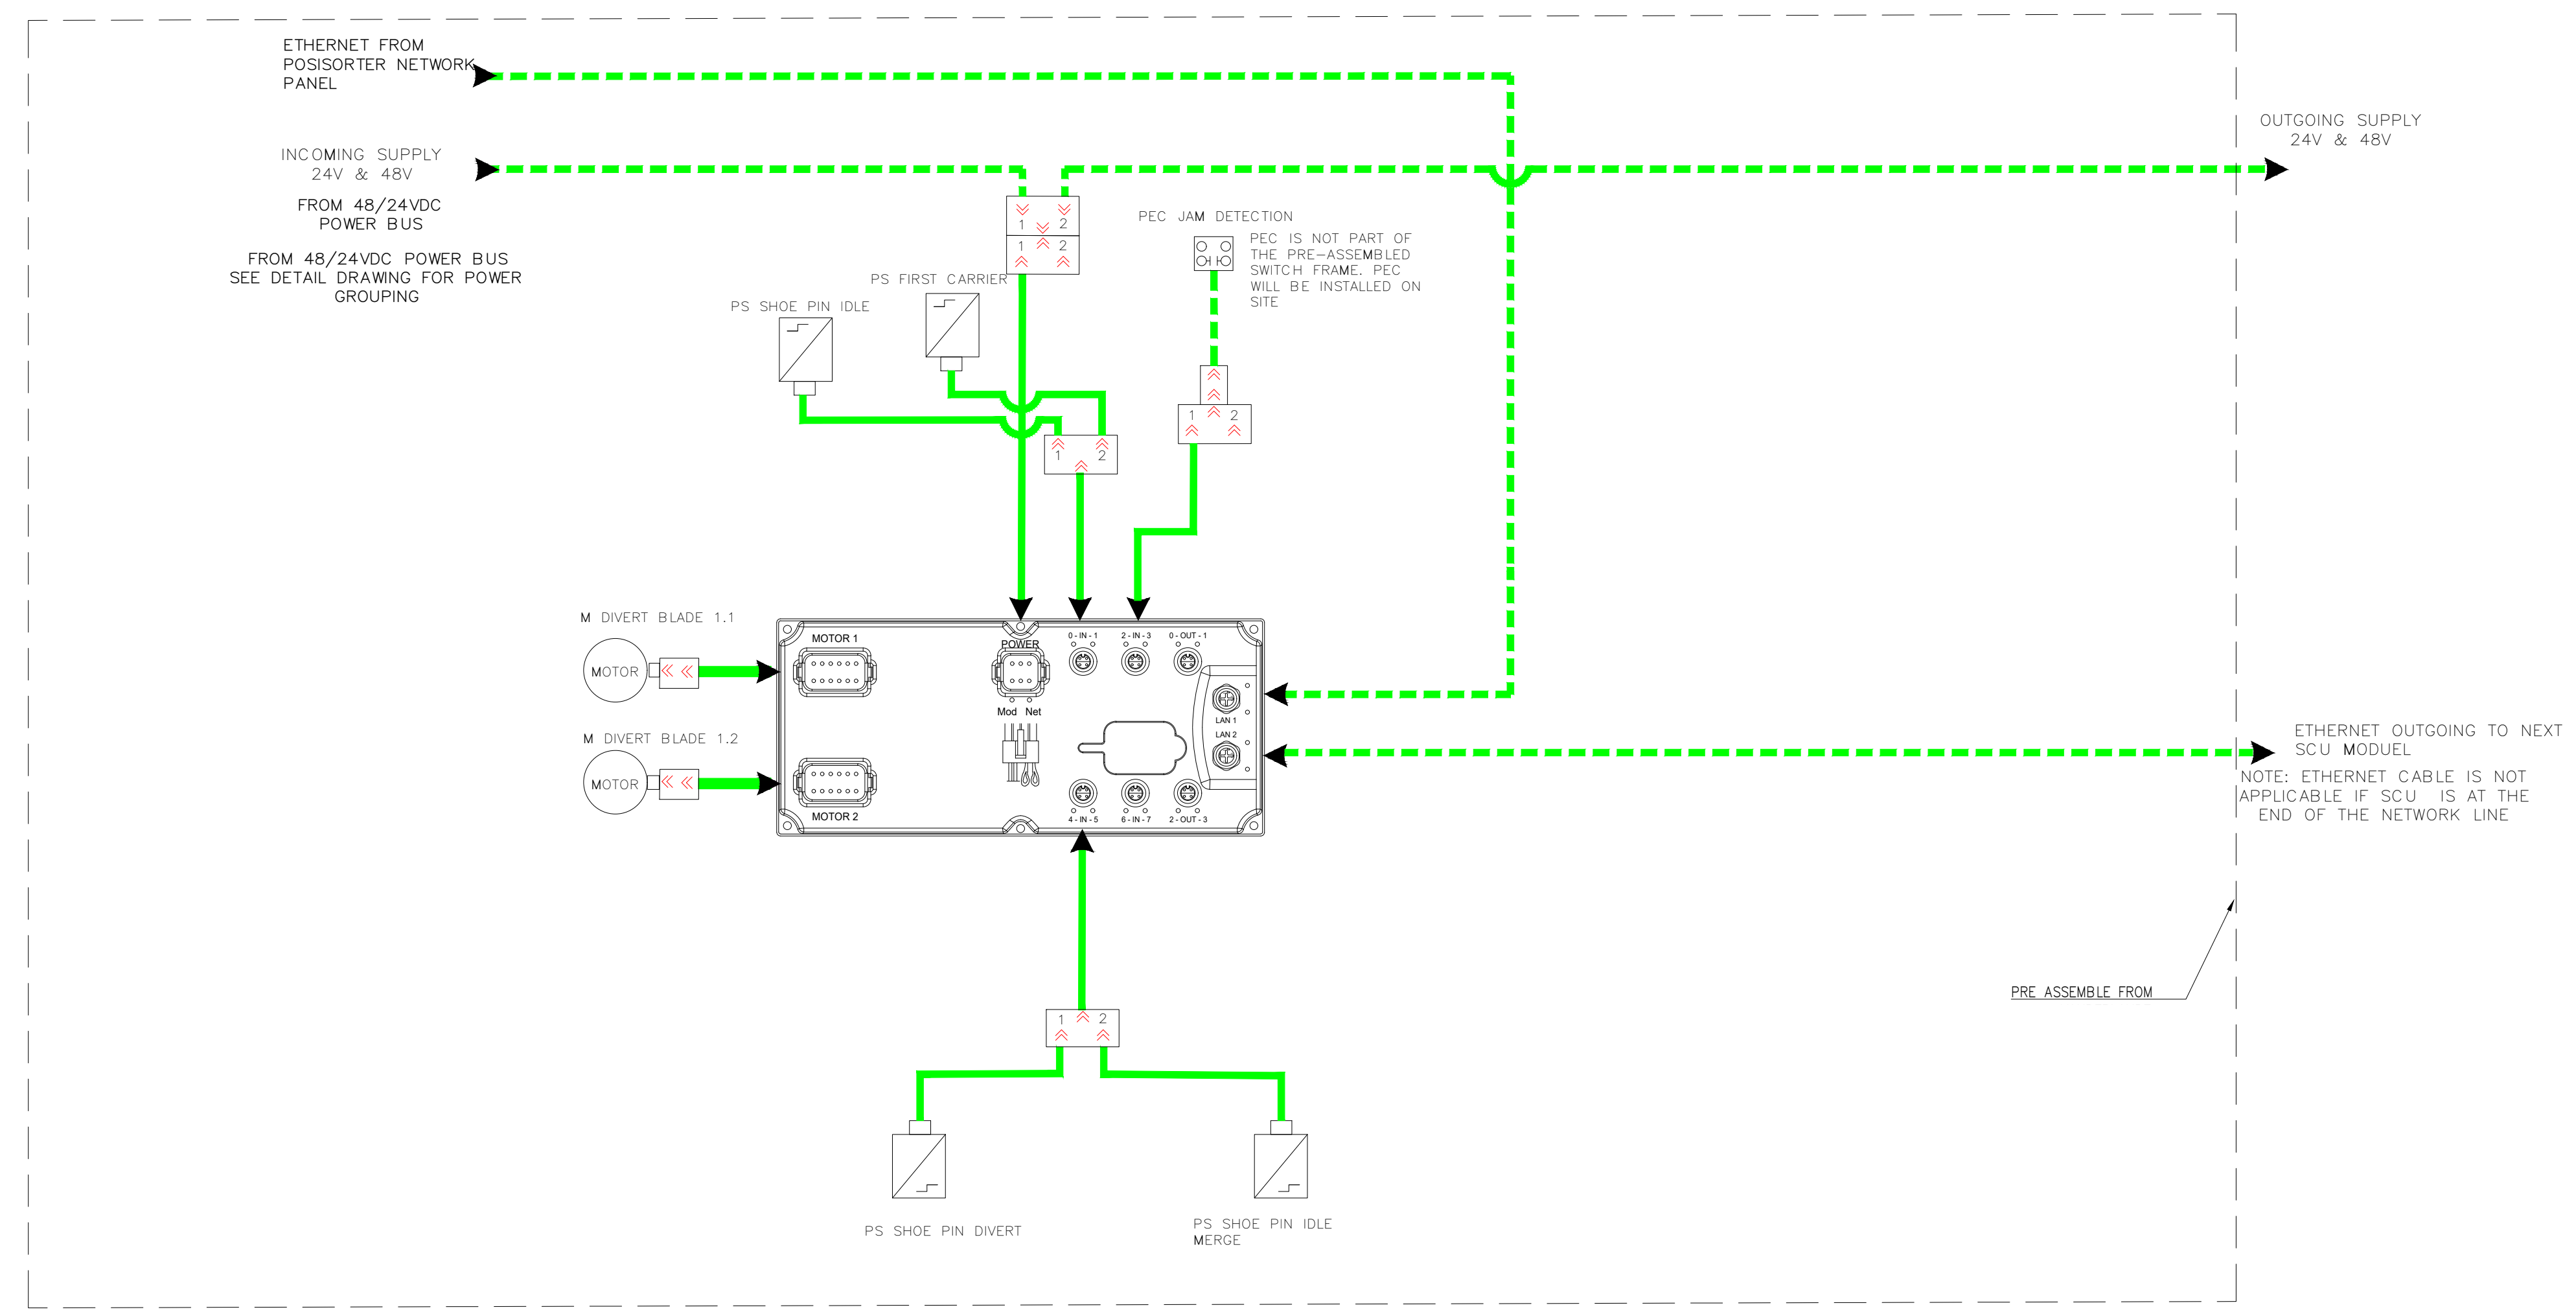 ETHERNET FROM
POSISORTER NETWORK
PANEL
INCOMING SUPPLY
24V & 48V
FROM 48/24VDC
POWER BUS
FROM 48/24VDC POWER BUS
SEE DETAIL DRAWING FOR POWER
GROUPING
OUTGOING SUPPLY
24V & 48V
1 2
1 2
PEC JAM DETECTION
PEC IS NOT PART OF
THE PRE-ASSEMBLED
SWITCH FRAME. PEC
WILL BE INSTALLED ON
SITE
PS FIRST CARRIER
PS SHOE PIN IDLE
1 2
1 2
M DIVERT BLADE 1.1
MOTOR
M DIVERT BLADE 1.2
MOTOR
MOTOR 1
POWER
0 - IN - 1
2 - IN - 3
0 - OUT - 1
Mod Net
LAN 1
LAN 2
MOTOR 2
4 - IN - 5
6 - IN - 7
2 - OUT - 3
ETHERNET OUTGOING TO NEXT
SCU MODUEL
NOTE: ETHERNET CABLE IS NOT
APPLICABLE IF SCU IS AT THE
END OF THE NETWORK LINE
PRE ASSEMBLE FROM
1 2
PS SHOE PIN DIVERT
PS SHOE PIN IDLE
MERGE